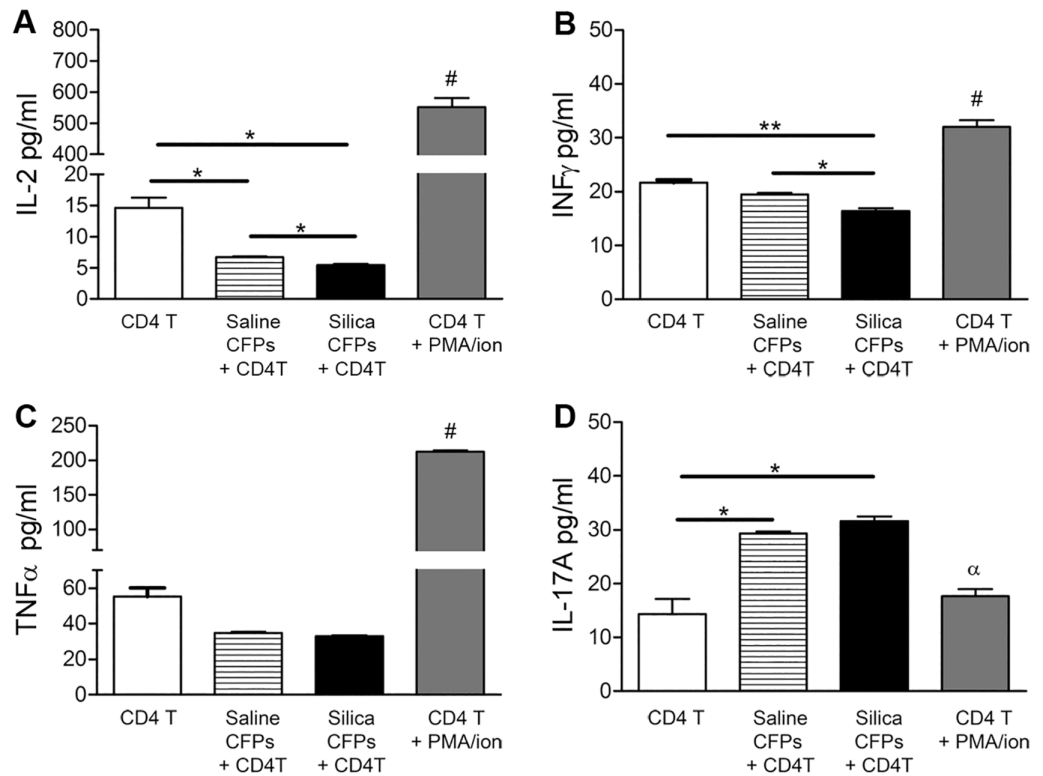 A
IL-2 pg/ml
800
700
600
500
400
20
15
10
5
0
*
*
*
#
CD4 T
Saline
CFPs
+ CD4T
Silica
CFPs
+ CD4T
CD4 T
+ PMA/ion
B
INFγ pg/ml
50
40
30
20
10
0
**
*
#
CD4 T
Saline
CFPs
+ CD4T
Silica
CFPs
+ CD4T
CD4 T
+ PMA/ion
C
TNFα pg/ml
250
200
150
100
60
40
20
0
#
CD4 T
Saline
CFPs
+ CD4T
Silica
CFPs
+ CD4T
CD4 T
+ PMA/ion
D
IL-17A pg/ml
50
40
30
20
10
0
*
*
α
CD4 T
Saline
CFPs
+ CD4T
Silica
CFPs
+ CD4T
CD4 T
+ PMA/ion